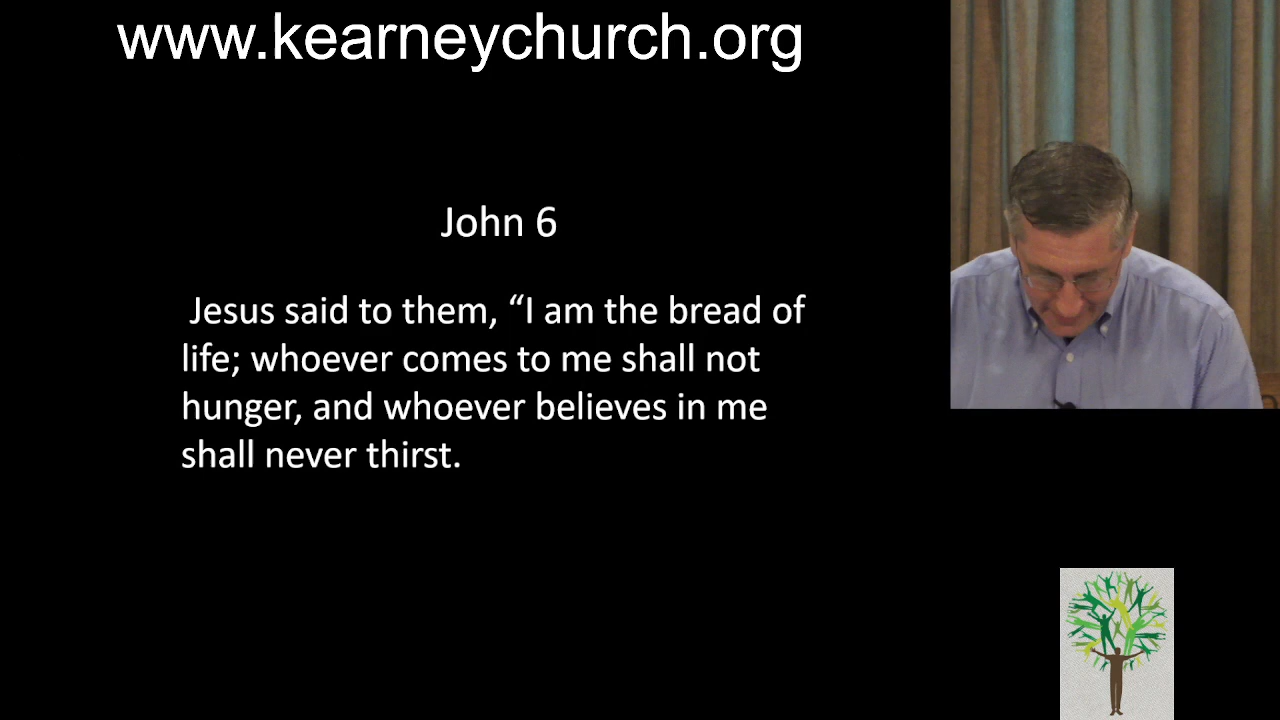 www.kearneychurch.org
John 6
Jesus said to them, “I am the bread of
life; whoever comes to me shall not
hunger, and whoever believes in me
shall never thirst.